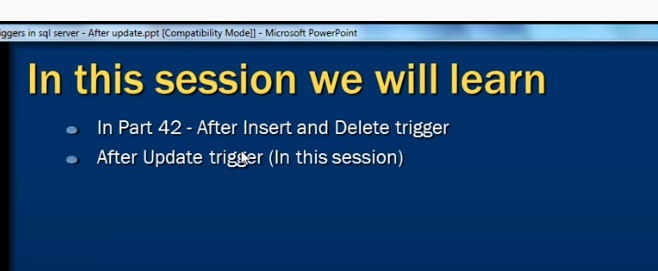 iggers in sql server - After update.ppt [Compatibility Mode]] - Microsoft PowerPoint
In this session we will learn
In Part 42 - After Insert and Delete trigger
After Update trigger (In this session)